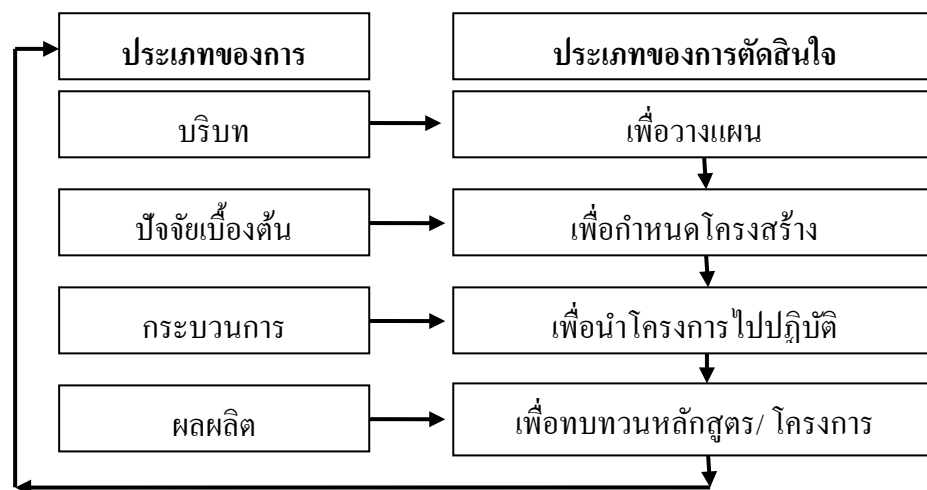 ประเภทของการ ประเภทของการตัดสินใจ
บริบท เพื่อวางแผน
ปัจจัยเบื้องต้น เพื่อกำหนดโครงสร้าง
กระบวนการ เพื่อนำโครงการไปปฏิบัติ
ผลผลิต เพื่อทบทวนหลักสูตร/ โครงการ